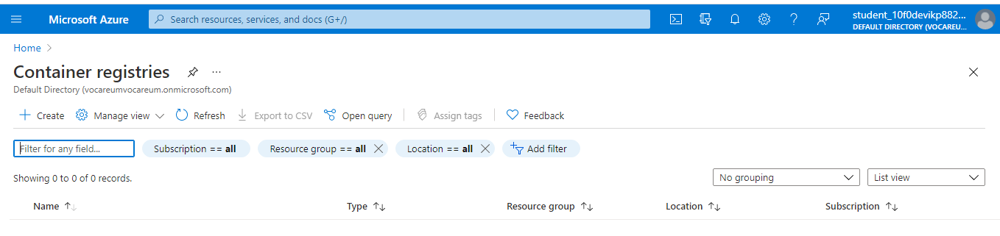 Microsoft Azure
Search resources, services, and docs (G+/)
student_10f0devikp882...
DEFAULT DIRECTORY (VOCAREU...
Home
Container registries
Default Directory (vocareumvocareum.onmicrosoft.com)
Create Manage view Refresh Export to CSV Open query Assign tags Feedback
Filter for any field... Subscription == all Resource group == all Location == all Add filter
Showing 0 to 0 of 0 records. No grouping List view
Name Type Resource group Location Subscription